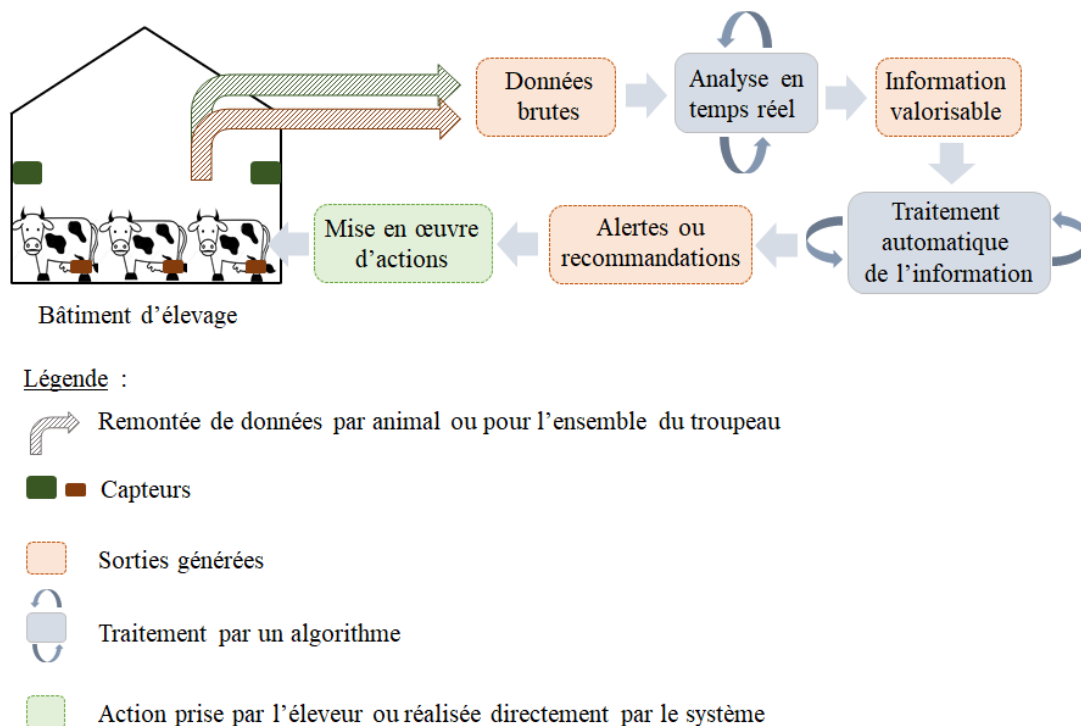 Données
brutes
Analyse en
temps réel
Information
valorisable
Traitement
automatique
de l’information
Alertes ou
recommandations
Mise en œuvre
d’actions
Bâtiment d’élevage
Légende :
Remontée de données par animal ou pour l’ensemble du troupeau
Capteurs
Sorties générées
Traitement par un algorithme
Action prise par l’éleveur ou réalisée directement par le système